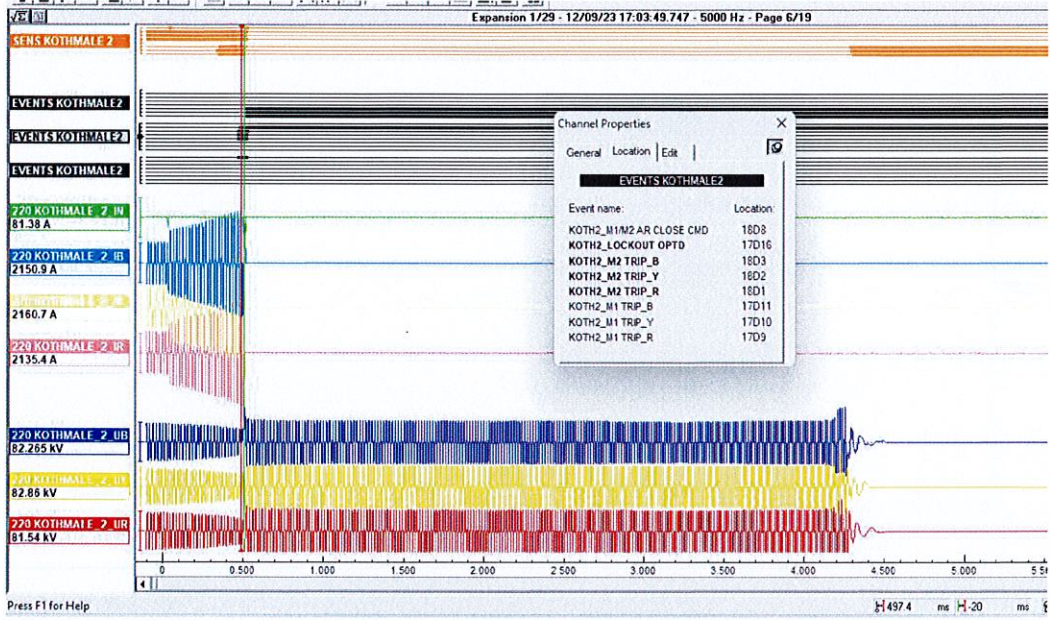 Expansion 1/29 - 12/09/23 17:03:49.747 - 5000 Hz - Page 6/19
SENS KOTHMALE 2
EVENTS KOTHMALE2
EVENTS KOTHMALE2
EVENTS KOTHMALE2
220 KOTHMALE_2_IN
81.38 A
220 KOTHMALE_2_IB
2150.9 A
2160.7 A
220 KOTHMALE_2_IR
2135.4 A
220 KOTHMALE_2_UB
82.265 kV
82.86 kV
220 KOTHMALE_2_UR
81.54 kV
Channel Properties
General Location Edit
EVENTS KOTHMALE2
Event name: Location:
KOTH2_M1/M2 AR CLOSE CMD 18D8
KOTH2_LOCKOUT OPTD 17D16
KOTH2_M2 TRIP_B 18D3
KOTH2_M2 TRIP_Y 18D2
KOTH2_M2 TRIP_R 18D1
KOTH2_M1 TRIP_B 17D11
KOTH2_M1 TRIP_Y 17D10
KOTH2_M1 TRIP_R 17D9
0 0.500 1.000 1.500 2.000 2.500 3.000 3.500 4.000 4.500 5.000
Press F1 for Help
497.4 ms -20 ms